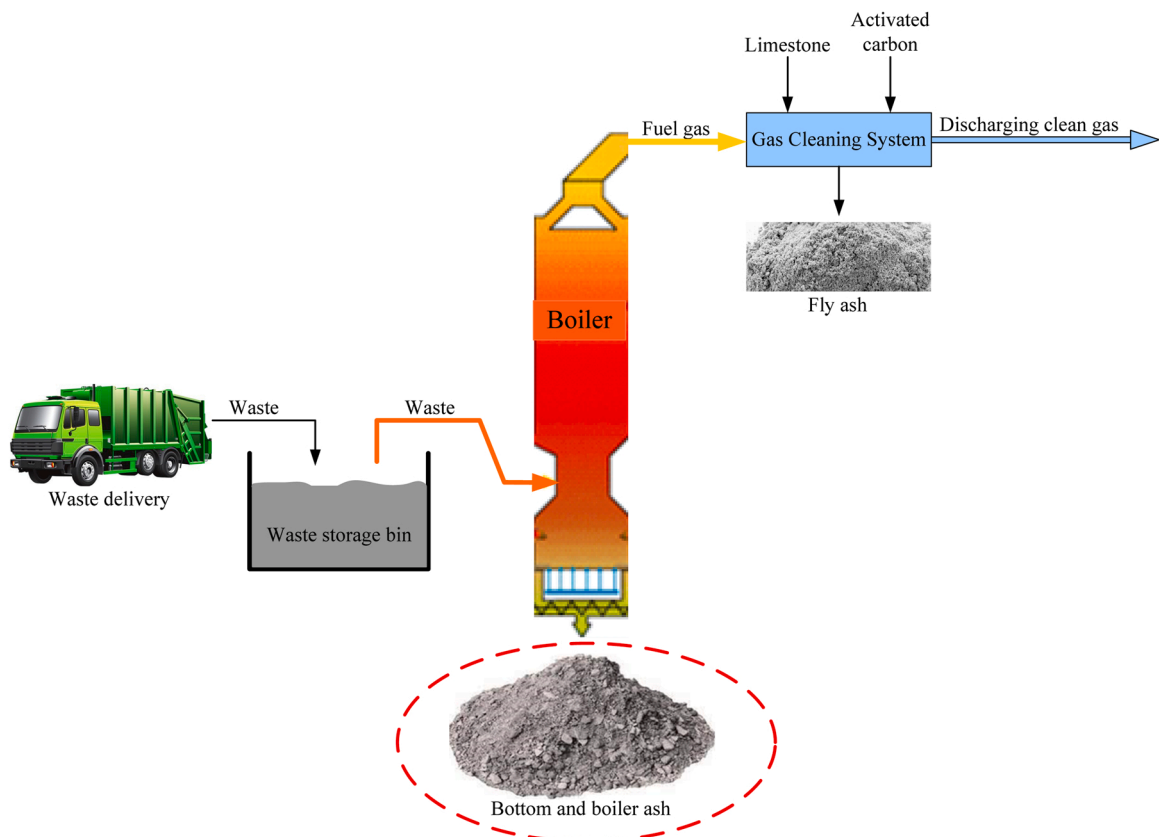 Limestone
Activated
carbon
Fuel gas
Gas Cleaning System
Discharging clean gas
Fly ash
Boiler
Waste
Waste
Waste delivery
Waste storage bin
Bottom and boiler ash